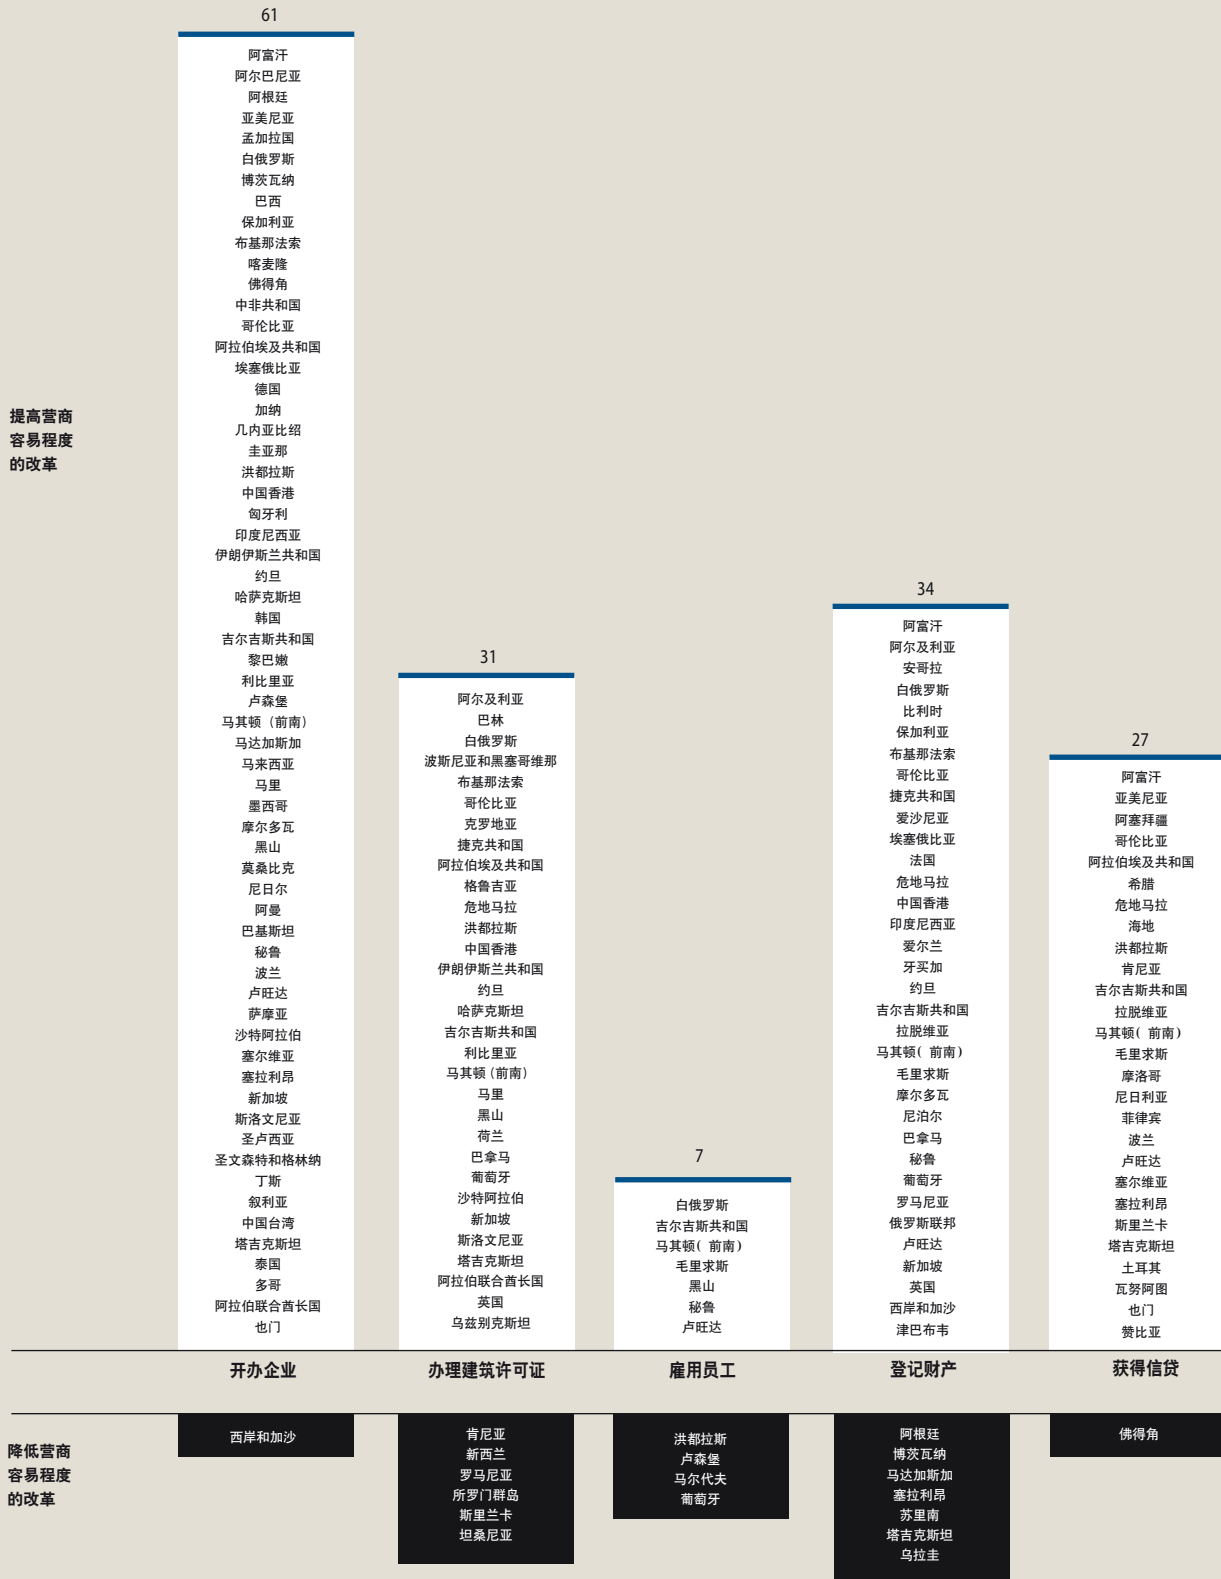 61
阿富汗
阿尔巴尼亚
阿根廷
亚美尼亚
孟加拉国
白俄罗斯
博茨瓦纳
巴西
保加利亚
布基那法索
喀麦隆
佛得角
中非共和国
哥伦比亚
阿拉伯埃及共和国
埃塞俄比亚
德国
加纳
几内亚比绍
圭亚那
洪都拉斯
中国香港
匈牙利
印度尼西亚
伊朗伊斯兰共和国
约旦
哈萨克斯坦
韩国
吉尔吉斯共和国
黎巴嫩
利比里亚
卢森堡
马其顿（前南）
马达加斯加
马来西亚
马里
墨西哥
摩尔多瓦
黑山
莫桑比克
尼日尔
阿曼
巴基斯坦
秘鲁
波兰
卢旺达
萨摩亚
沙特阿拉伯
塞尔维亚
塞拉利昂
新加坡
斯洛文尼亚
圣卢西亚
圣文森特和格林纳
丁斯
叙利亚
中国台湾
塔吉克斯坦
泰国
多哥
阿拉伯联合酋长国
也门
提高营商
容易程度
的改革
31
阿尔及利亚
巴林
白俄罗斯
波斯尼亚和黑塞哥维那
布基那法索
哥伦比亚
克罗地亚
捷克共和国
阿拉伯埃及共和国
格鲁吉亚
危地马拉
洪都拉斯
中国香港
伊朗伊斯兰共和国
约旦
哈萨克斯坦
吉尔吉斯共和国
利比里亚
马其顿（前南）
马里
黑山
荷兰
巴拿马
葡萄牙
沙特阿拉伯
新加坡
斯洛文尼亚
塔吉克斯坦
阿拉伯联合酋长国
英国
乌兹别克斯坦
7
白俄罗斯
吉尔吉斯共和国
马其顿( 前南)
毛里求斯
黑山
秘鲁
卢旺达
34
阿富汗
阿尔及利亚
安哥拉
白俄罗斯
比利时
保加利亚
布基那法索
哥伦比亚
捷克共和国
爱沙尼亚
埃塞俄比亚
法国
危地马拉
中国香港
印度尼西亚
爱尔兰
牙买加
约旦
吉尔吉斯共和国
拉脱维亚
马其顿( 前南)
毛里求斯
摩尔多瓦
尼泊尔
巴拿马
秘鲁
葡萄牙
罗马尼亚
俄罗斯联邦
卢旺达
新加坡
英国
西岸和加沙
津巴布韦
27
阿富汗
亚美尼亚
阿塞拜疆
哥伦比亚
阿拉伯埃及共和国
希腊
危地马拉
海地
洪都拉斯
肯尼亚
吉尔吉斯共和国
拉脱维亚
马其顿( 前南)
毛里求斯
摩洛哥
尼日利亚
菲律宾
波兰
卢旺达
塞尔维亚
塞拉利昂
斯里兰卡
塔吉克斯坦
土耳其
瓦努阿图
也门
赞比亚
开办企业
办理建筑许可证
雇用员工
登记财产
获得信贷
降低营商
容易程度
的改革
西岸和加沙
肯尼亚
新西兰
罗马尼亚
所罗门群岛
斯里兰卡
坦桑尼亚
洪都拉斯
卢森堡
马尔代夫
葡萄牙
阿根廷
博茨瓦纳
马达加斯加
塞拉利昂
苏里南
塔吉克斯坦
乌拉圭
佛得角